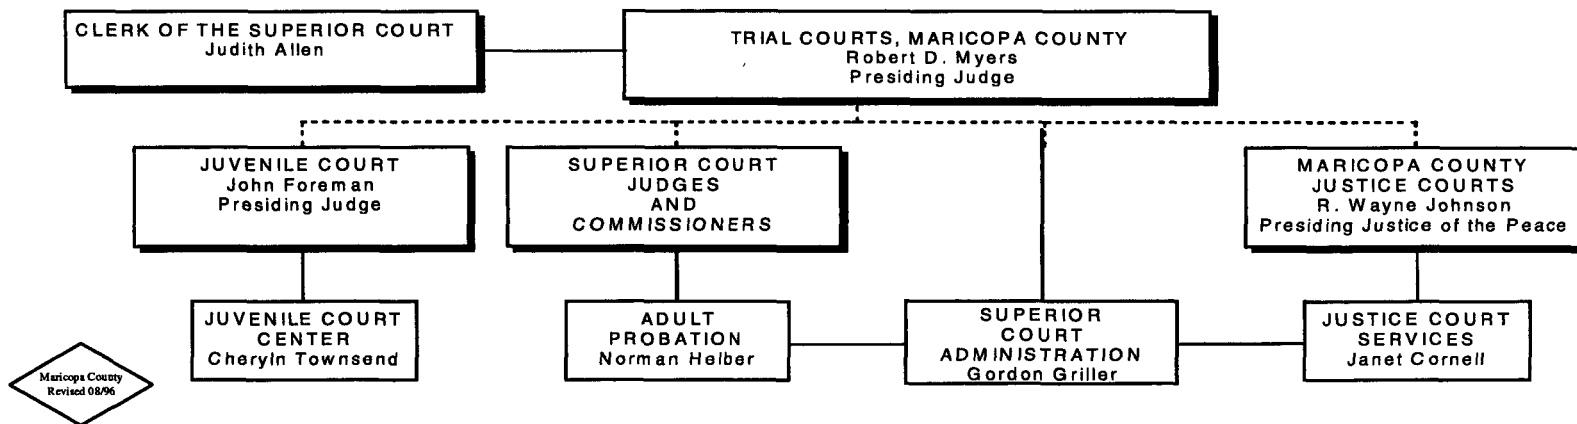 CLERK OF THE SUPERIOR COURT
Judith Allen
TRIAL COURTS, MARICOPA COUNTY
Robert D. Myers
Presiding Judge
JUVENILE COURT
John Foreman
Presiding Judge
SUPERIOR COURT
JUDGES
AND
COMMISSIONERS
MARICOPA COUNTY
JUSTICE COURTS
R. Wayne Johnson
Presiding Justice of the Peace
JUVENILE COURT
CENTER
Cheryln Townsend
ADULT
PROBATION
Norman Helber
SUPERIOR
COURT
ADMINISTRATION
Gordon Griller
JUSTICE COURT
SERVICES
Janet Cornell
Maricopa County
Revised 08/96